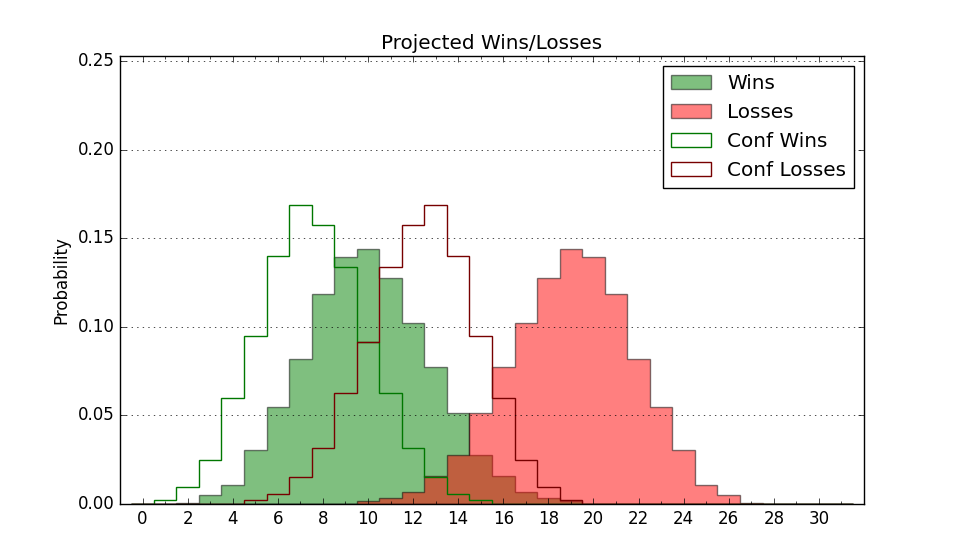 Projected Wins/Losses
0.25
0.20
0.15
0.10
0.05
0.00
Probability
Wins
Losses
Conf Wins
Conf Losses
0 2 4 6 8 10 12 14 16 18 20 22 24 26 28 30